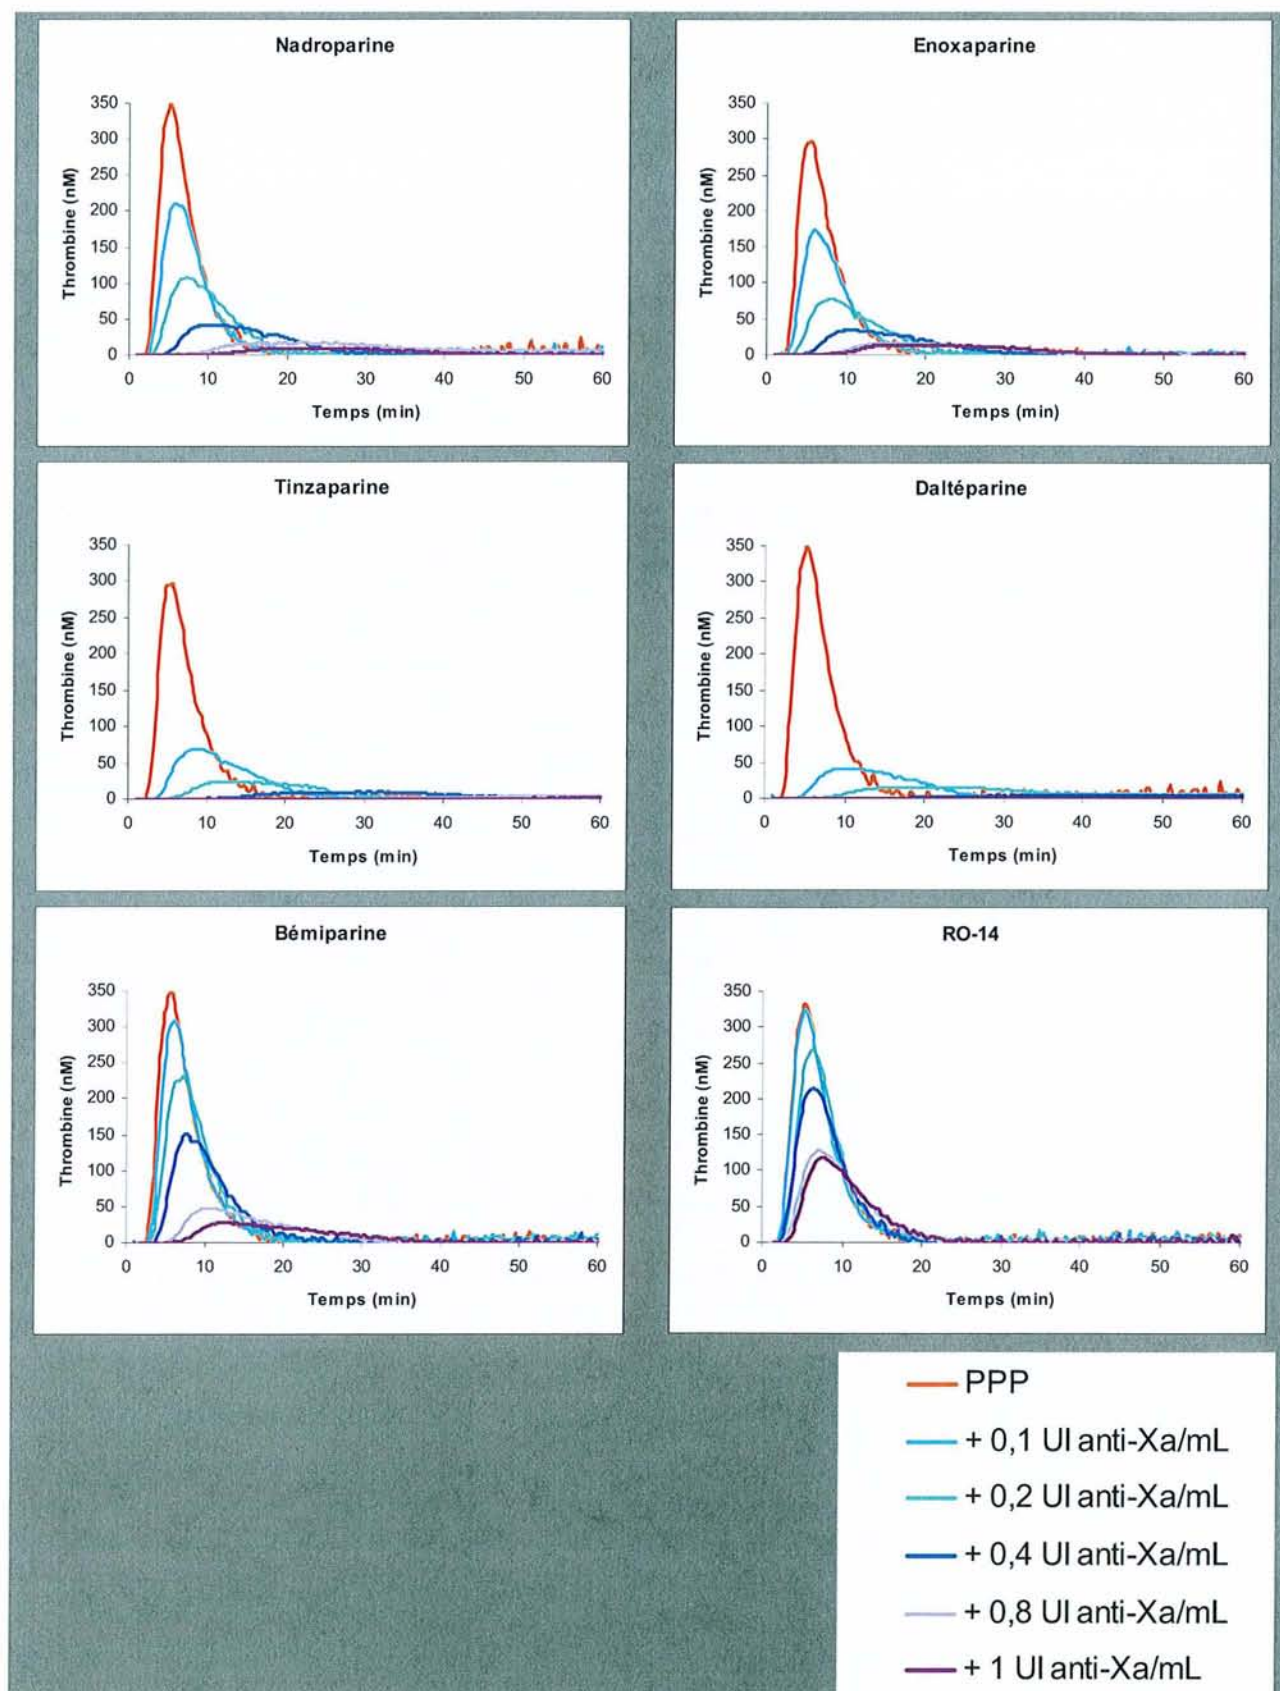 Nadroparine
350
300
250
200
150
100
50
0
Thrombine (nM)
0 10 20 30 40 50 60
Temps (min)
Enoxaparine
350
300
250
200
150
100
50
0
Thrombine (nM)
0 10 20 30 40 50 60
Temps (min)
Tinzaparine
350
300
250
200
150
100
50
0
Thrombine (nM)
0 10 20 30 40 50 60
Temps (min)
Daltéparine
350
300
250
200
150
100
50
0
Thrombine (nM)
0 10 20 30 40 50 60
Temps (min)
Bémiparine
350
300
250
200
150
100
50
0
Thrombine (nM)
0 10 20 30 40 50 60
Temps (min)
RO-14
350
300
250
200
150
100
50
0
Thrombine (nM)
0 10 20 30 40 50 60
Temps (min)
PPP
+ 0,1 UI anti-Xa/mL
+ 0,2 UI anti-Xa/mL
+ 0,4 UI anti-Xa/mL
+ 0,8 UI anti-Xa/mL
+ 1 UI anti-Xa/mL